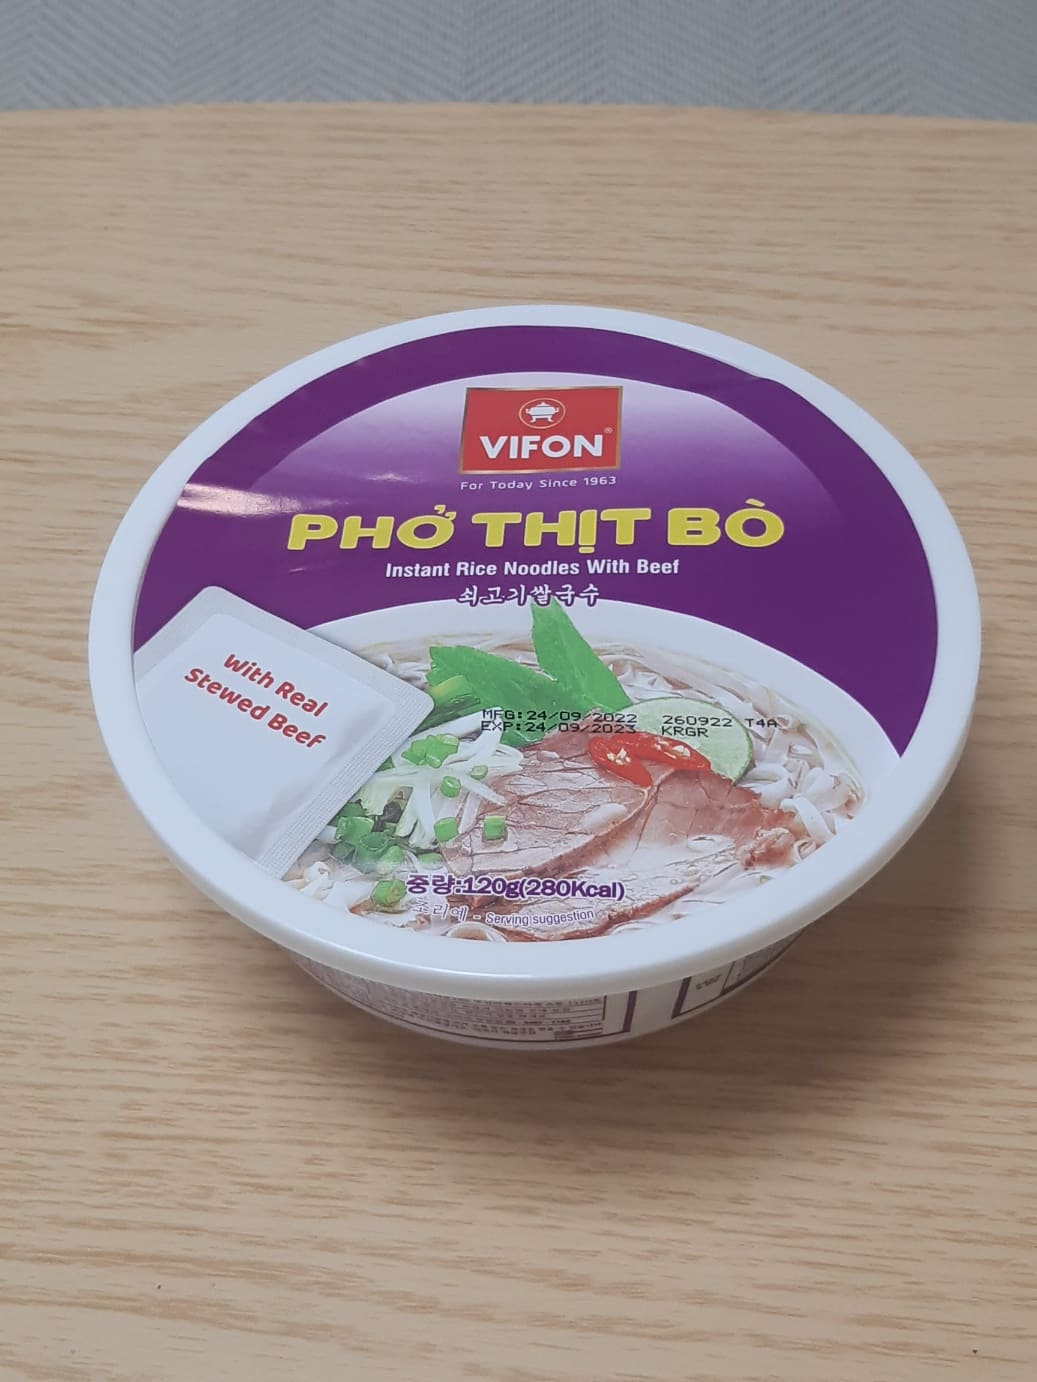 VIFON®
For Today Since 1963
PHỞ THỊT BÒ
Instant Rice Noodles With Beef
쇠고기쌀국수
With Real
Stewed Beef
MFG:24/09/2022 260922 T4A
EXP:24/09/2023 KRGR
중량:120g(280Kcal)
조리예 - Serving suggestion